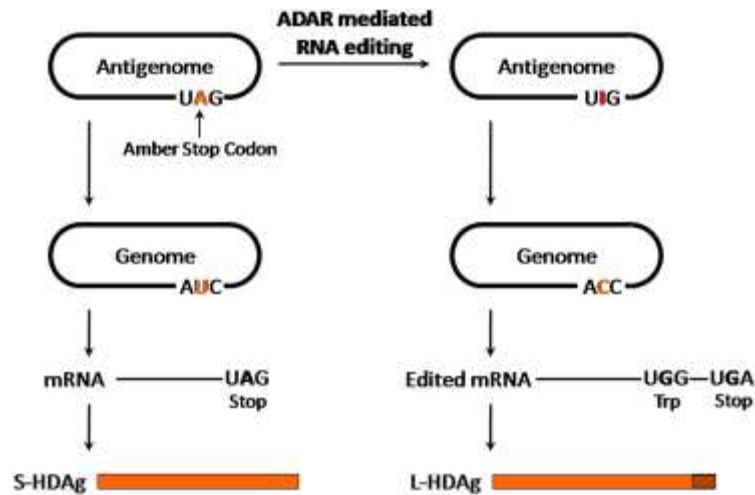 ADAR mediated
RNA editing
Antigenome
UAG
Amber Stop Codon
Antigenome
UIG
Genome
AUC
Genome
ACC
mRNA
UAG
Stop
Edited mRNA
UGG
UGA
Trp
Stop
S-HDAg
L-HDAg